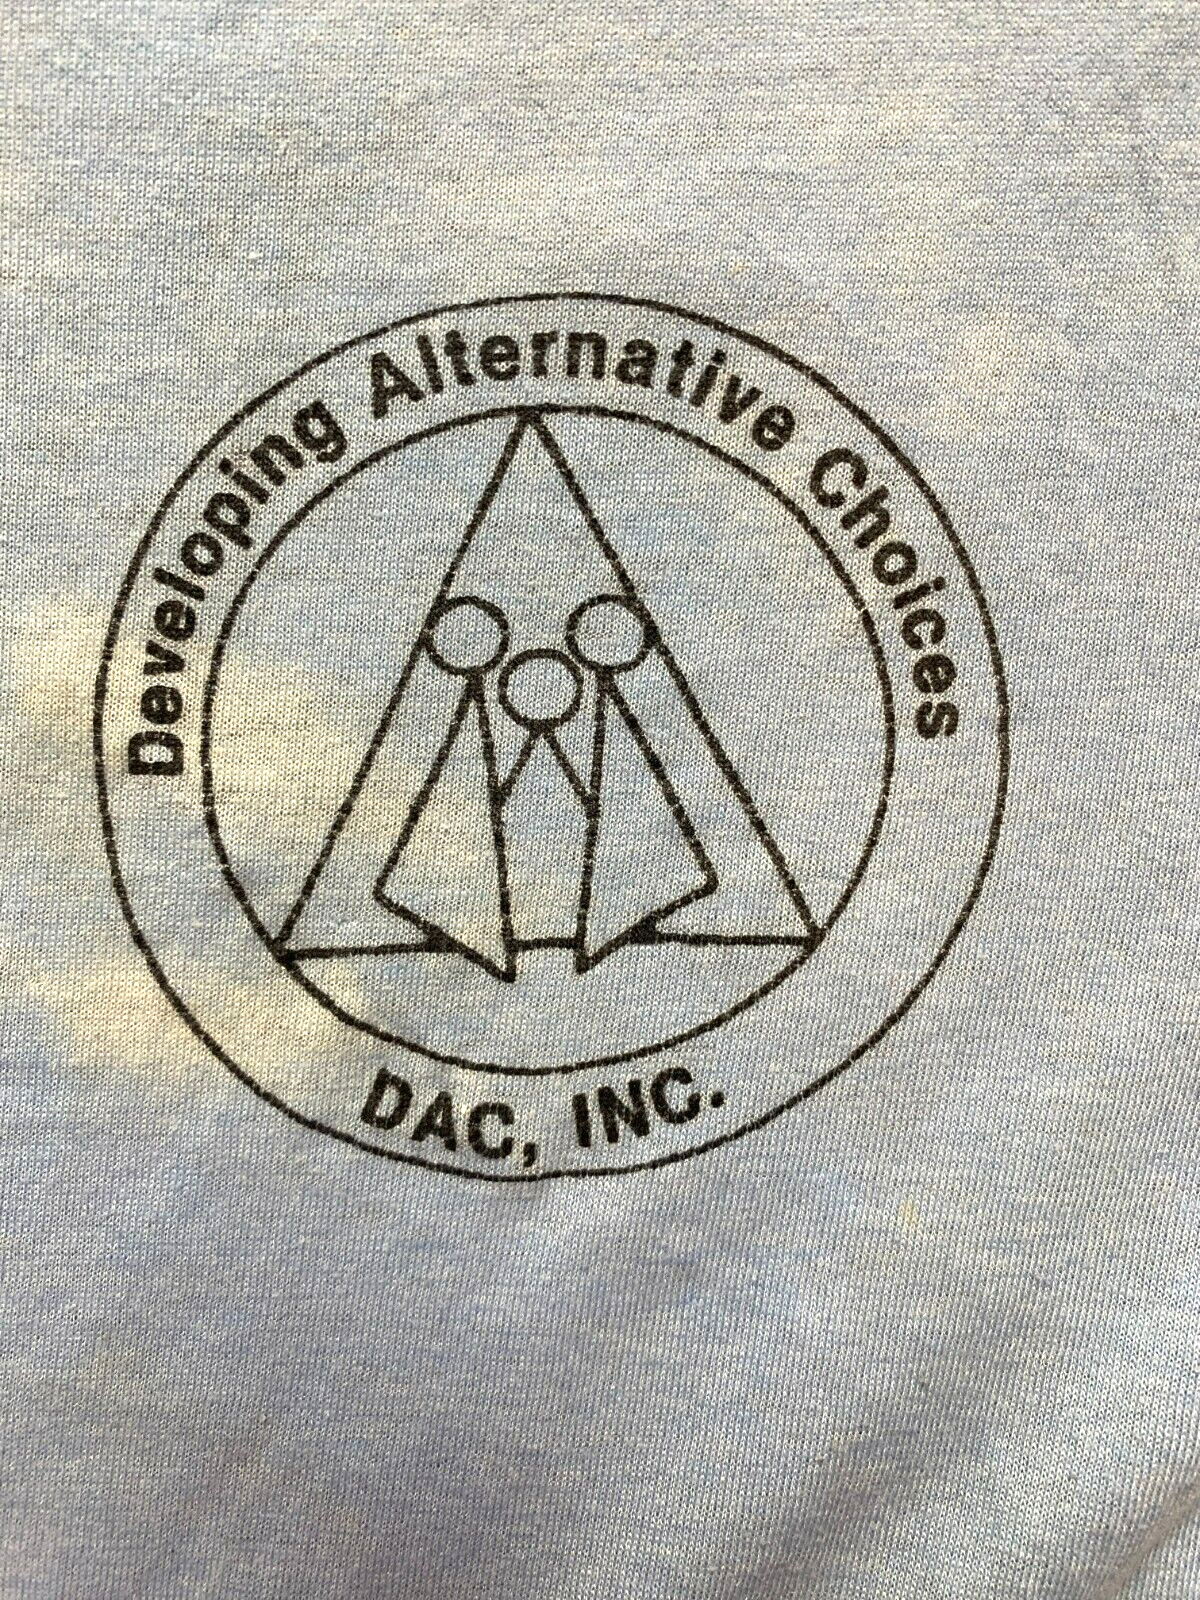 Developing Alternative Choices
DAC, INC.